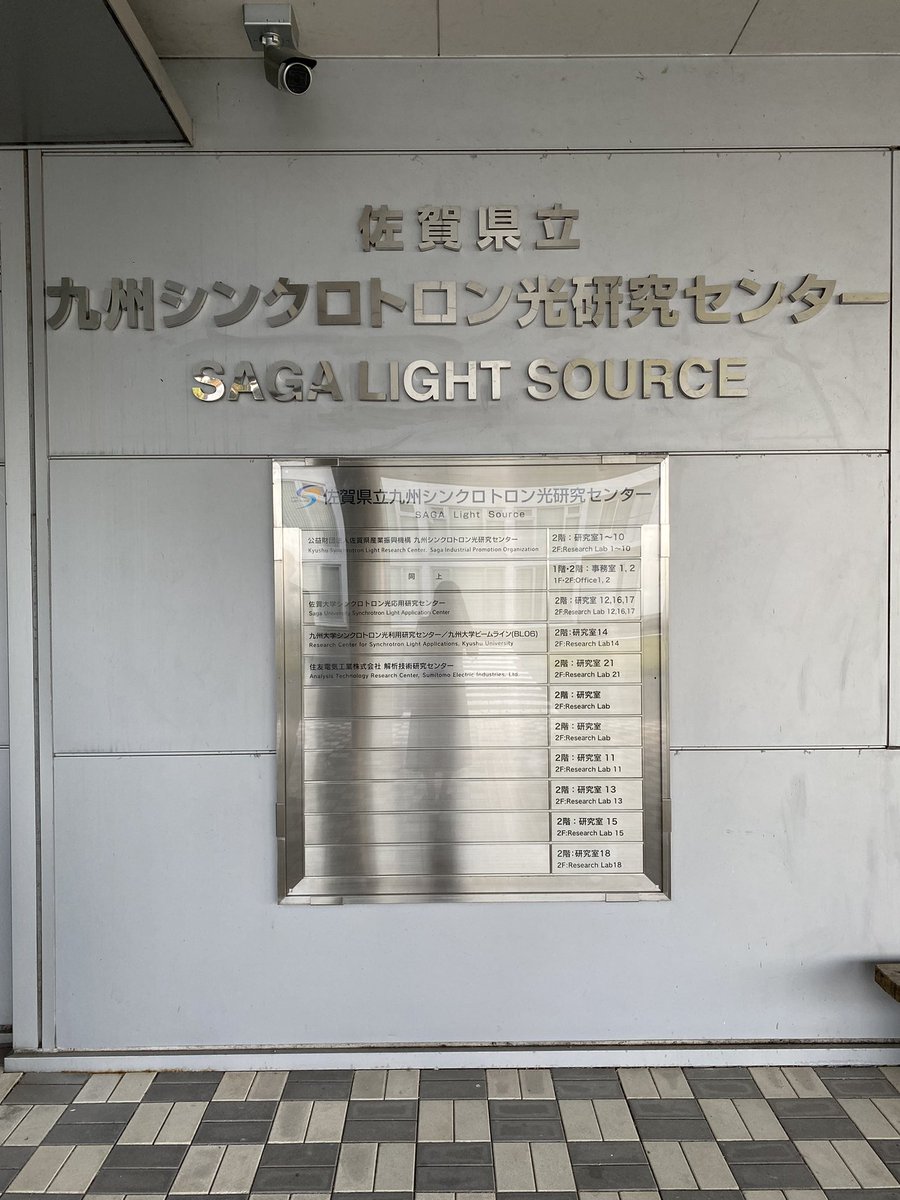 佐賀県立
九州シンクロトロン光研究センター
SAGA LIGHT SOURCE
佐賀県立九州シンクロトロン光研究センター
SAGA Light Source
公益財団法人佐賀県産業振興機構 九州シンクロトロン光研究センター
Kyushu Synchrotron Light Research Center, Saga Industrial Promotion Organization
2階：研究室1～10
2F:Research Lab 1～10
同 上
1階・2階：事務室 1, 2
1F・2F:Office1, 2
佐賀大学シンクロトロン光応用研究センター
Saga University Synchrotron Light Application Center
2階：研究室 12,16,17
2F:Research Lab 12,16,17
九州大学シンクロトロン光利用研究センター／九州大学ビームライン(BL06)
Research Center for Synchrotron Light Applications, Kyushu University
2階：研究室14
2F:Research Lab14
住友電気工業株式会社 解析技術研究センター
Analysis Technology Research Center, Sumitomo Electric Industries, Ltd.
2階：研究室 21
2F:Research Lab 21
2階：研究室
2F:Research Lab
2階：研究室
2F:Research Lab
2階：研究室 11
2F:Research Lab 11
2階：研究室 13
2F:Research Lab 13
2階：研究室 15
2F:Research Lab 15
2階：研究室18
2F:Research Lab18